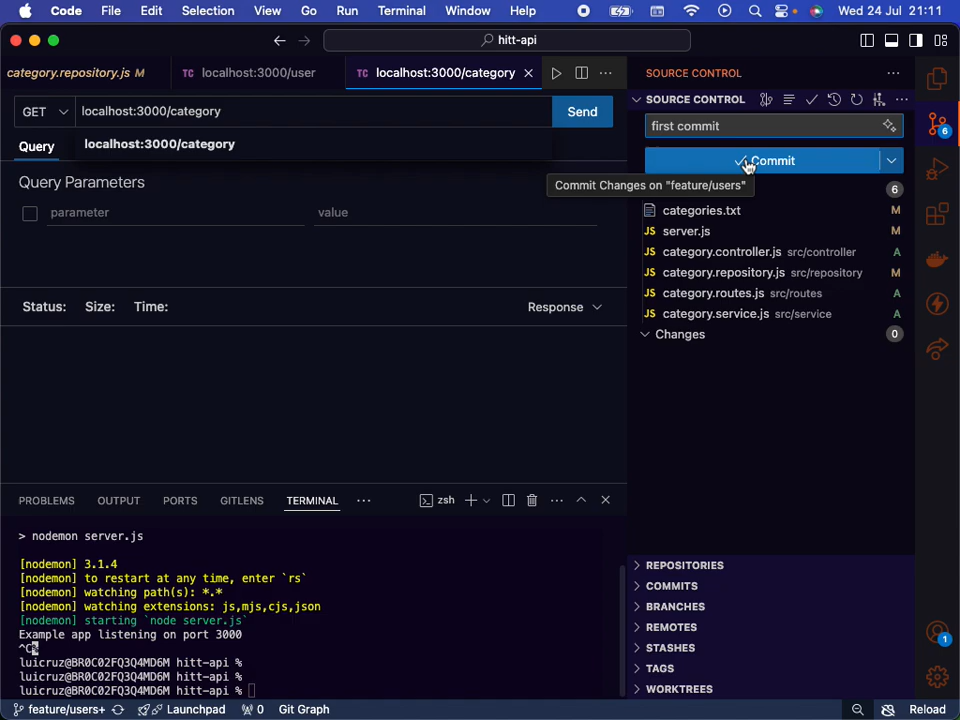 Code File Edit Selection View Go Run Terminal Window Help Wed 24 Jul 21:11
hitt-api
category.repository.js M
TC localhost:3000/user
TC localhost:3000/category
GET
localhost:3000/category
Send
Query
localhost:3000/category
Query Parameters
parameter
value
Status: Size: Time:
Response
PROBLEMS OUTPUT PORTS GITLENS TERMINAL
zsh
> nodemon server.js
[nodemon] 3.1.4
[nodemon] to restart at any time, enter `rs`
[nodemon] watching path(s): *.*
[nodemon] watching extensions: js,mjs,cjs,json
[nodemon] starting `node server.js`
Example app listening on port 3000
^C%
luicruz@BR0C02FQ3Q4MD6M hitt-api %
luicruz@BR0C02FQ3Q4MD6M hitt-api %
luicruz@BR0C02FQ3Q4MD6M hitt-api %
SOURCE CONTROL
SOURCE CONTROL
first commit
Commit
Commit Changes on "feature/users"
6
categories.txt M
JS server.js M
JS category.controller.js src/controller A
JS category.repository.js src/repository M
JS category.routes.js src/routes A
JS category.service.js src/service A
Changes 0
REPOSITORIES
COMMITS
BRANCHES
REMOTES
STASHES
TAGS
WORKTREES
6
1
feature/users+ Launchpad 0 Git Graph Reload